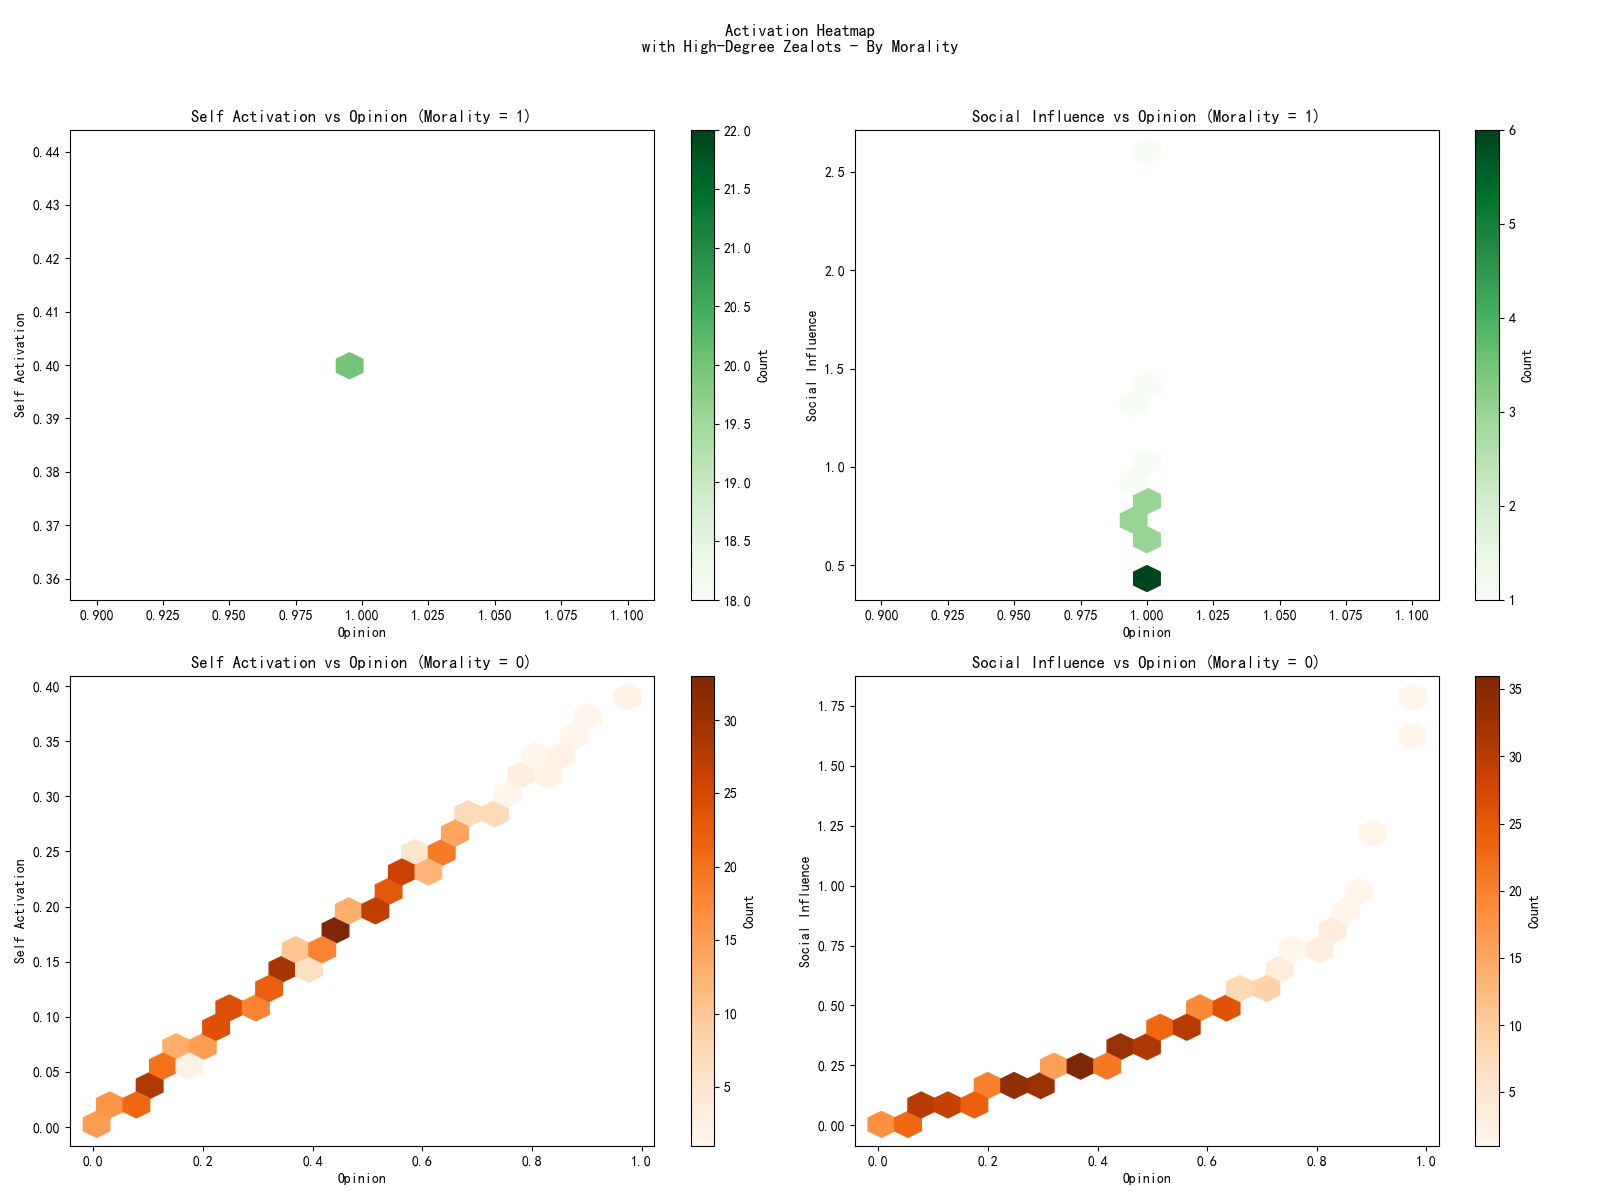 Activation Heatmap
with High-Degree Zealots - By Morality
Self Activation vs Opinion (Morality = 1)
0.44
0.43
0.42
0.41
0.40
0.39
0.38
0.37
0.36
Self Activation
0.900 0.925 0.950 0.975 1.000 1.025 1.050 1.075 1.100
Opinion
22.0
21.5
21.0
20.5
20.0
19.5
19.0
18.5
18.0
Count
Social Influence vs Opinion (Morality = 1)
2.5
2.0
1.5
1.0
0.5
Social Influence
0.900 0.925 0.950 0.975 1.000 1.025 1.050 1.075 1.100
Opinion
6
5
4
3
2
1
Count
Self Activation vs Opinion (Morality = 0)
0.40
0.35
0.30
0.25
0.20
0.15
0.10
0.05
0.00
Self Activation
0.0 0.2 0.4 0.6 0.8 1.0
Opinion
30
25
20
15
10
5
Count
Social Influence vs Opinion (Morality = 0)
1.75
1.50
1.25
1.00
0.75
0.50
0.25
0.00
Social Influence
0.0 0.2 0.4 0.6 0.8 1.0
Opinion
35
30
25
20
15
10
5
Count